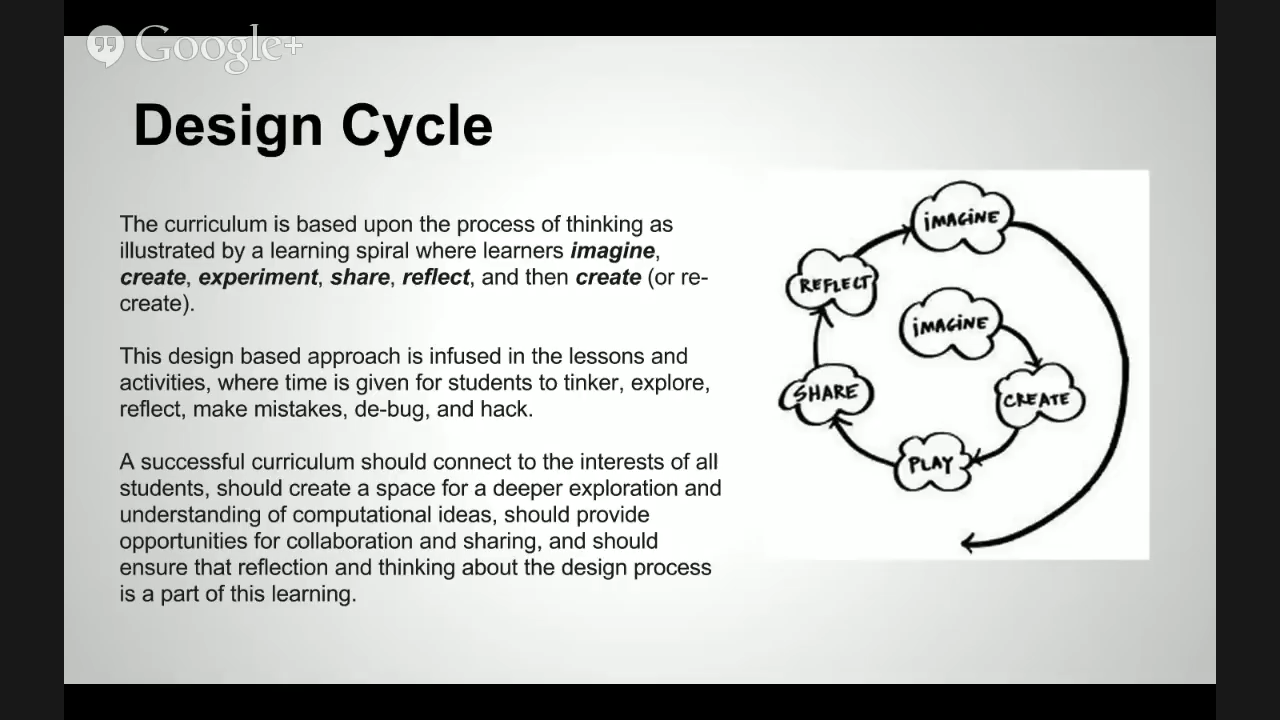 Google+
Design Cycle
The curriculum is based upon the process of thinking as
illustrated by a learning spiral where learners imagine,
create, experiment, share, reflect, and then create (or re-
create).
This design based approach is infused in the lessons and
activities, where time is given for students to tinker, explore,
reflect, make mistakes, de-bug, and hack.
A successful curriculum should connect to the interests of all
students, should create a space for a deeper exploration and
understanding of computational ideas, should provide
opportunities for collaboration and sharing, and should
ensure that reflection and thinking about the design process
is a part of this learning.
IMAGINE
REFLECT
IMAGINE
SHARE
CREATE
PLAY